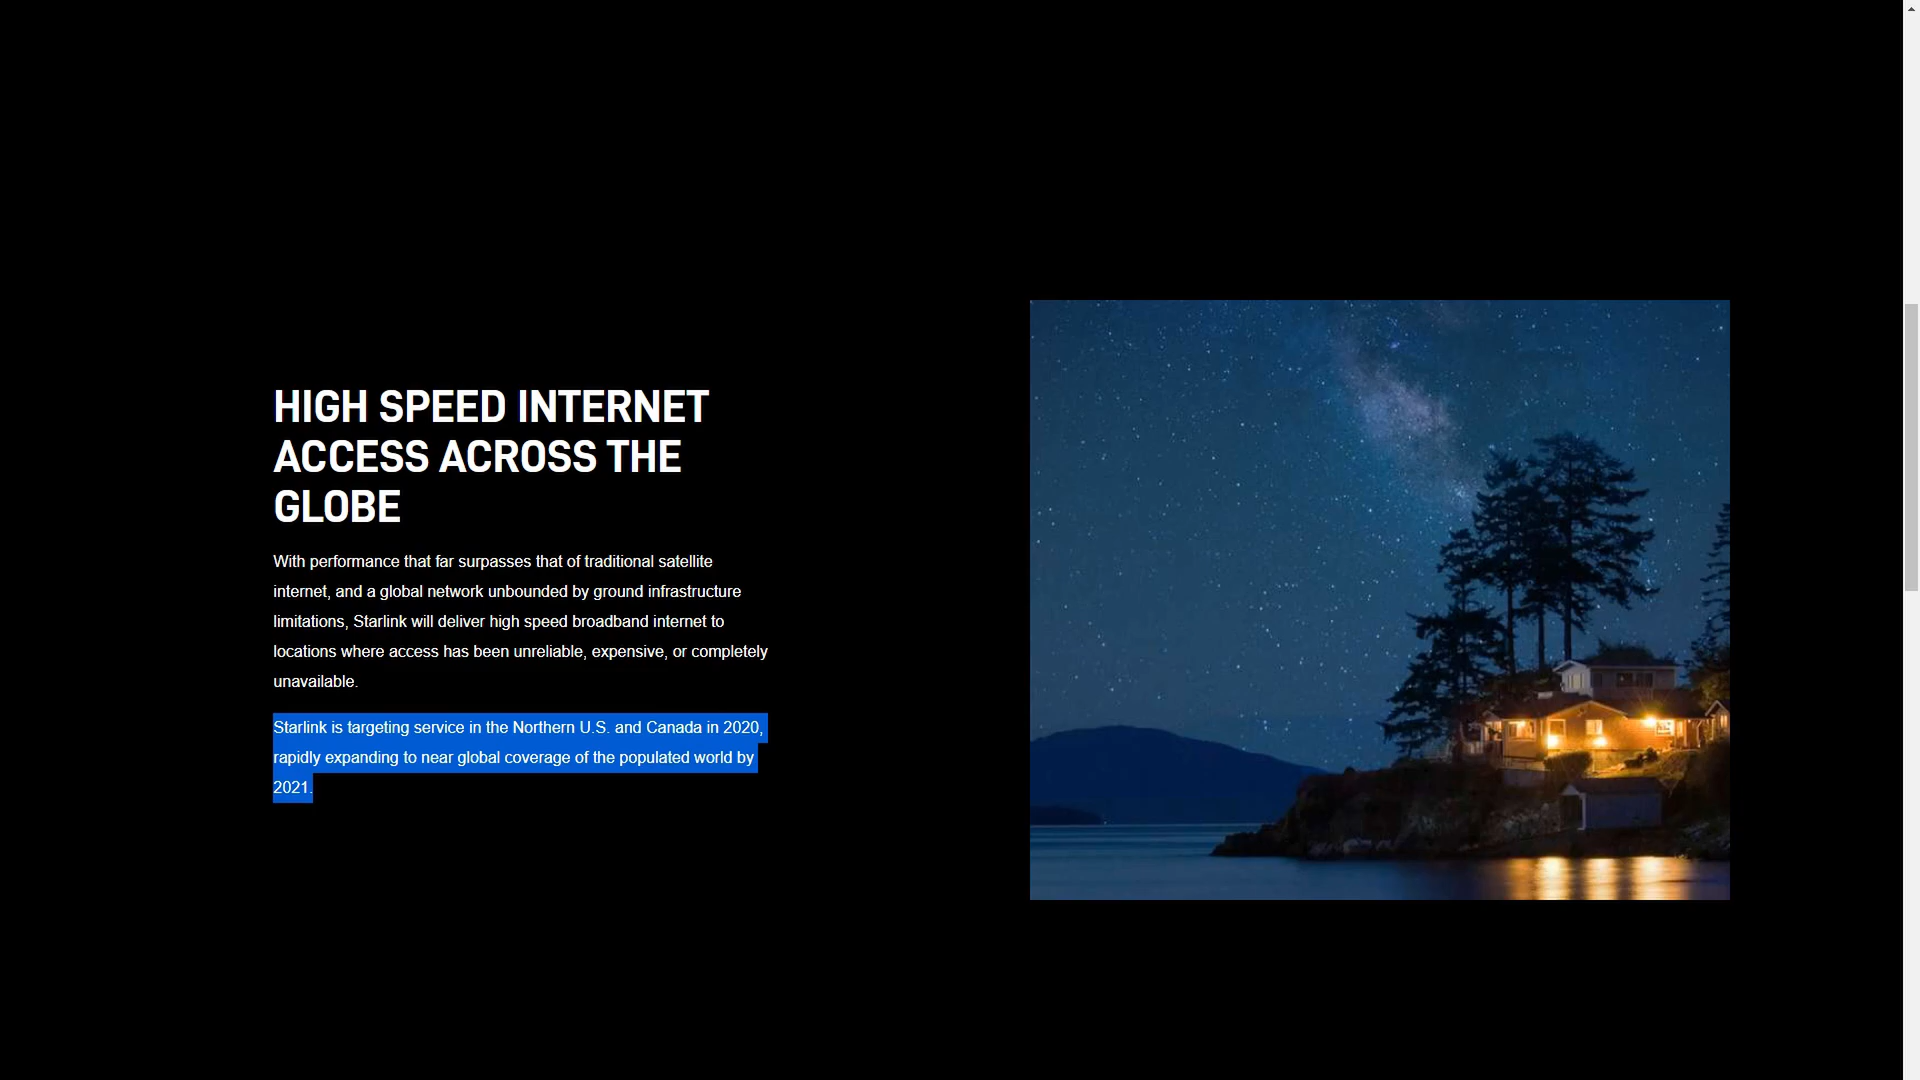 HIGH SPEED INTERNET
ACCESS ACROSS THE
GLOBE
With performance that far surpasses that of traditional satellite
internet, and a global network unbounded by ground infrastructure
limitations, Starlink will deliver high speed broadband internet to
locations where access has been unreliable, expensive, or completely
unavailable.
Starlink is targeting service in the Northern U.S. and Canada in 2020,
rapidly expanding to near global coverage of the populated world by
2021.